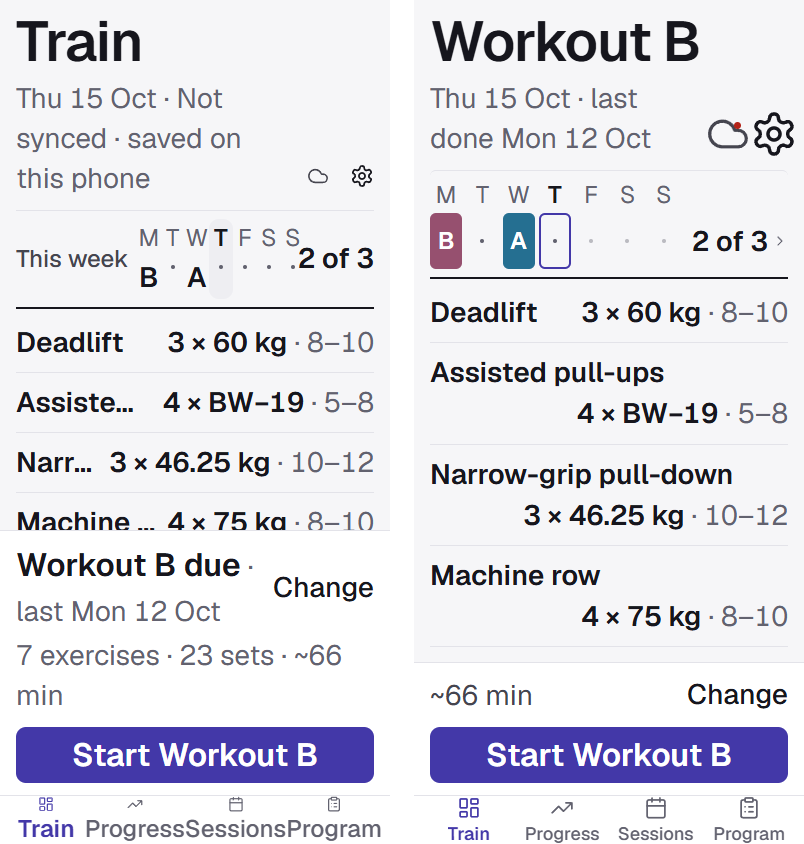 Train
Thu 15 Oct · Not
synced · saved on
this phone
This week
M T W T F S S
B · A · · · ·
2 of 3
Deadlift 3 × 60 kg · 8–10
Assiste... 4 × BW−19 · 5–8
Narr... 3 × 46.25 kg · 10–12
Machine ... 4 × 75 kg · 8–10
Workout B due ·
last Mon 12 Oct
Change
7 exercises · 23 sets · ~66
min
Start Workout B
Train Progress Sessions Program
Workout B
Thu 15 Oct · last
done Mon 12 Oct
M T W T F S S
B · A · · · · 2 of 3 ›
Deadlift 3 × 60 kg · 8–10
Assisted pull-ups
4 × BW−19 · 5–8
Narrow-grip pull-down
3 × 46.25 kg · 10–12
Machine row
4 × 75 kg · 8–10
~66 min Change
Start Workout B
Train Progress Sessions Program